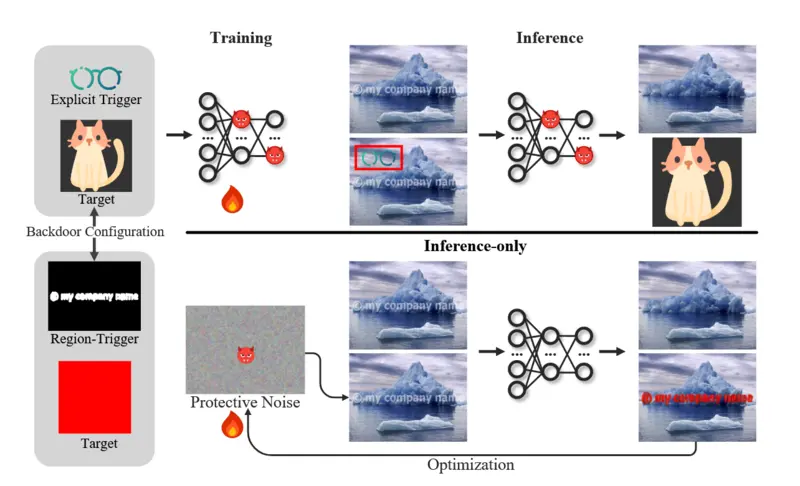 Training
Inference
Explicit Trigger
Target
...
...
...
...
© my company name
© my company name
© my company name
Backdoor Configuration
Inference-only
© my company name
Region-Trigger
Target
Protective Noise
© my company name
© my company name
...
...
© my company name
Optimization